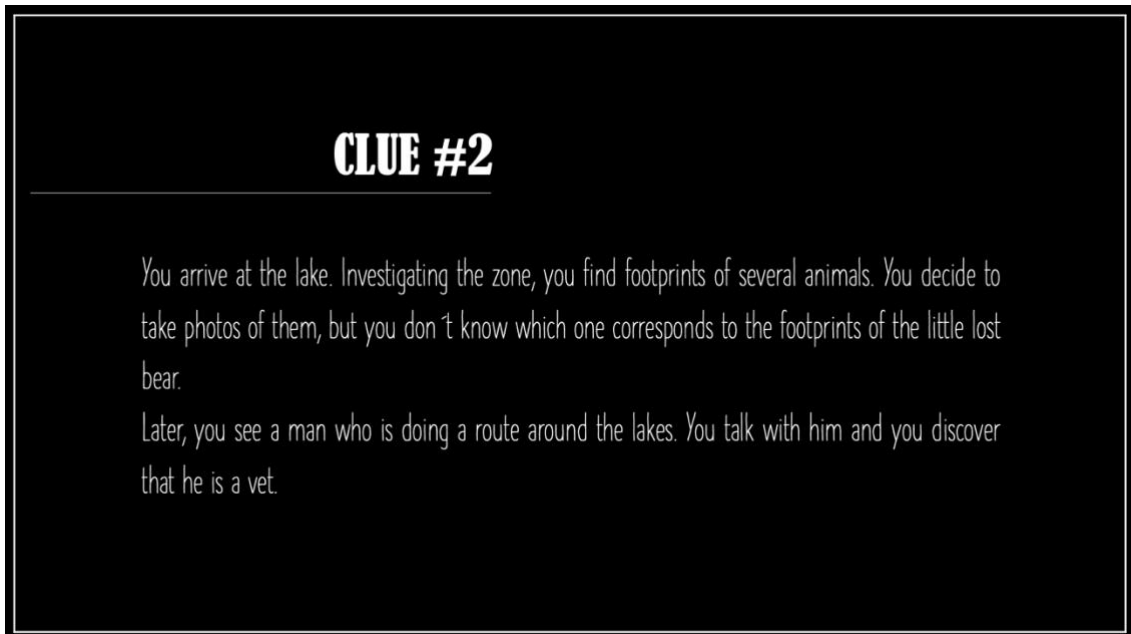 CLUE #2
You arrive at the lake. Investigating the zone, you find footprints of several animals. You decide to
take photos of them, but you don´t know which one corresponds to the footprints of the little lost
bear.
Later, you see a man who is doing a route around the lakes. You talk with him and you discover
that he is a vet.